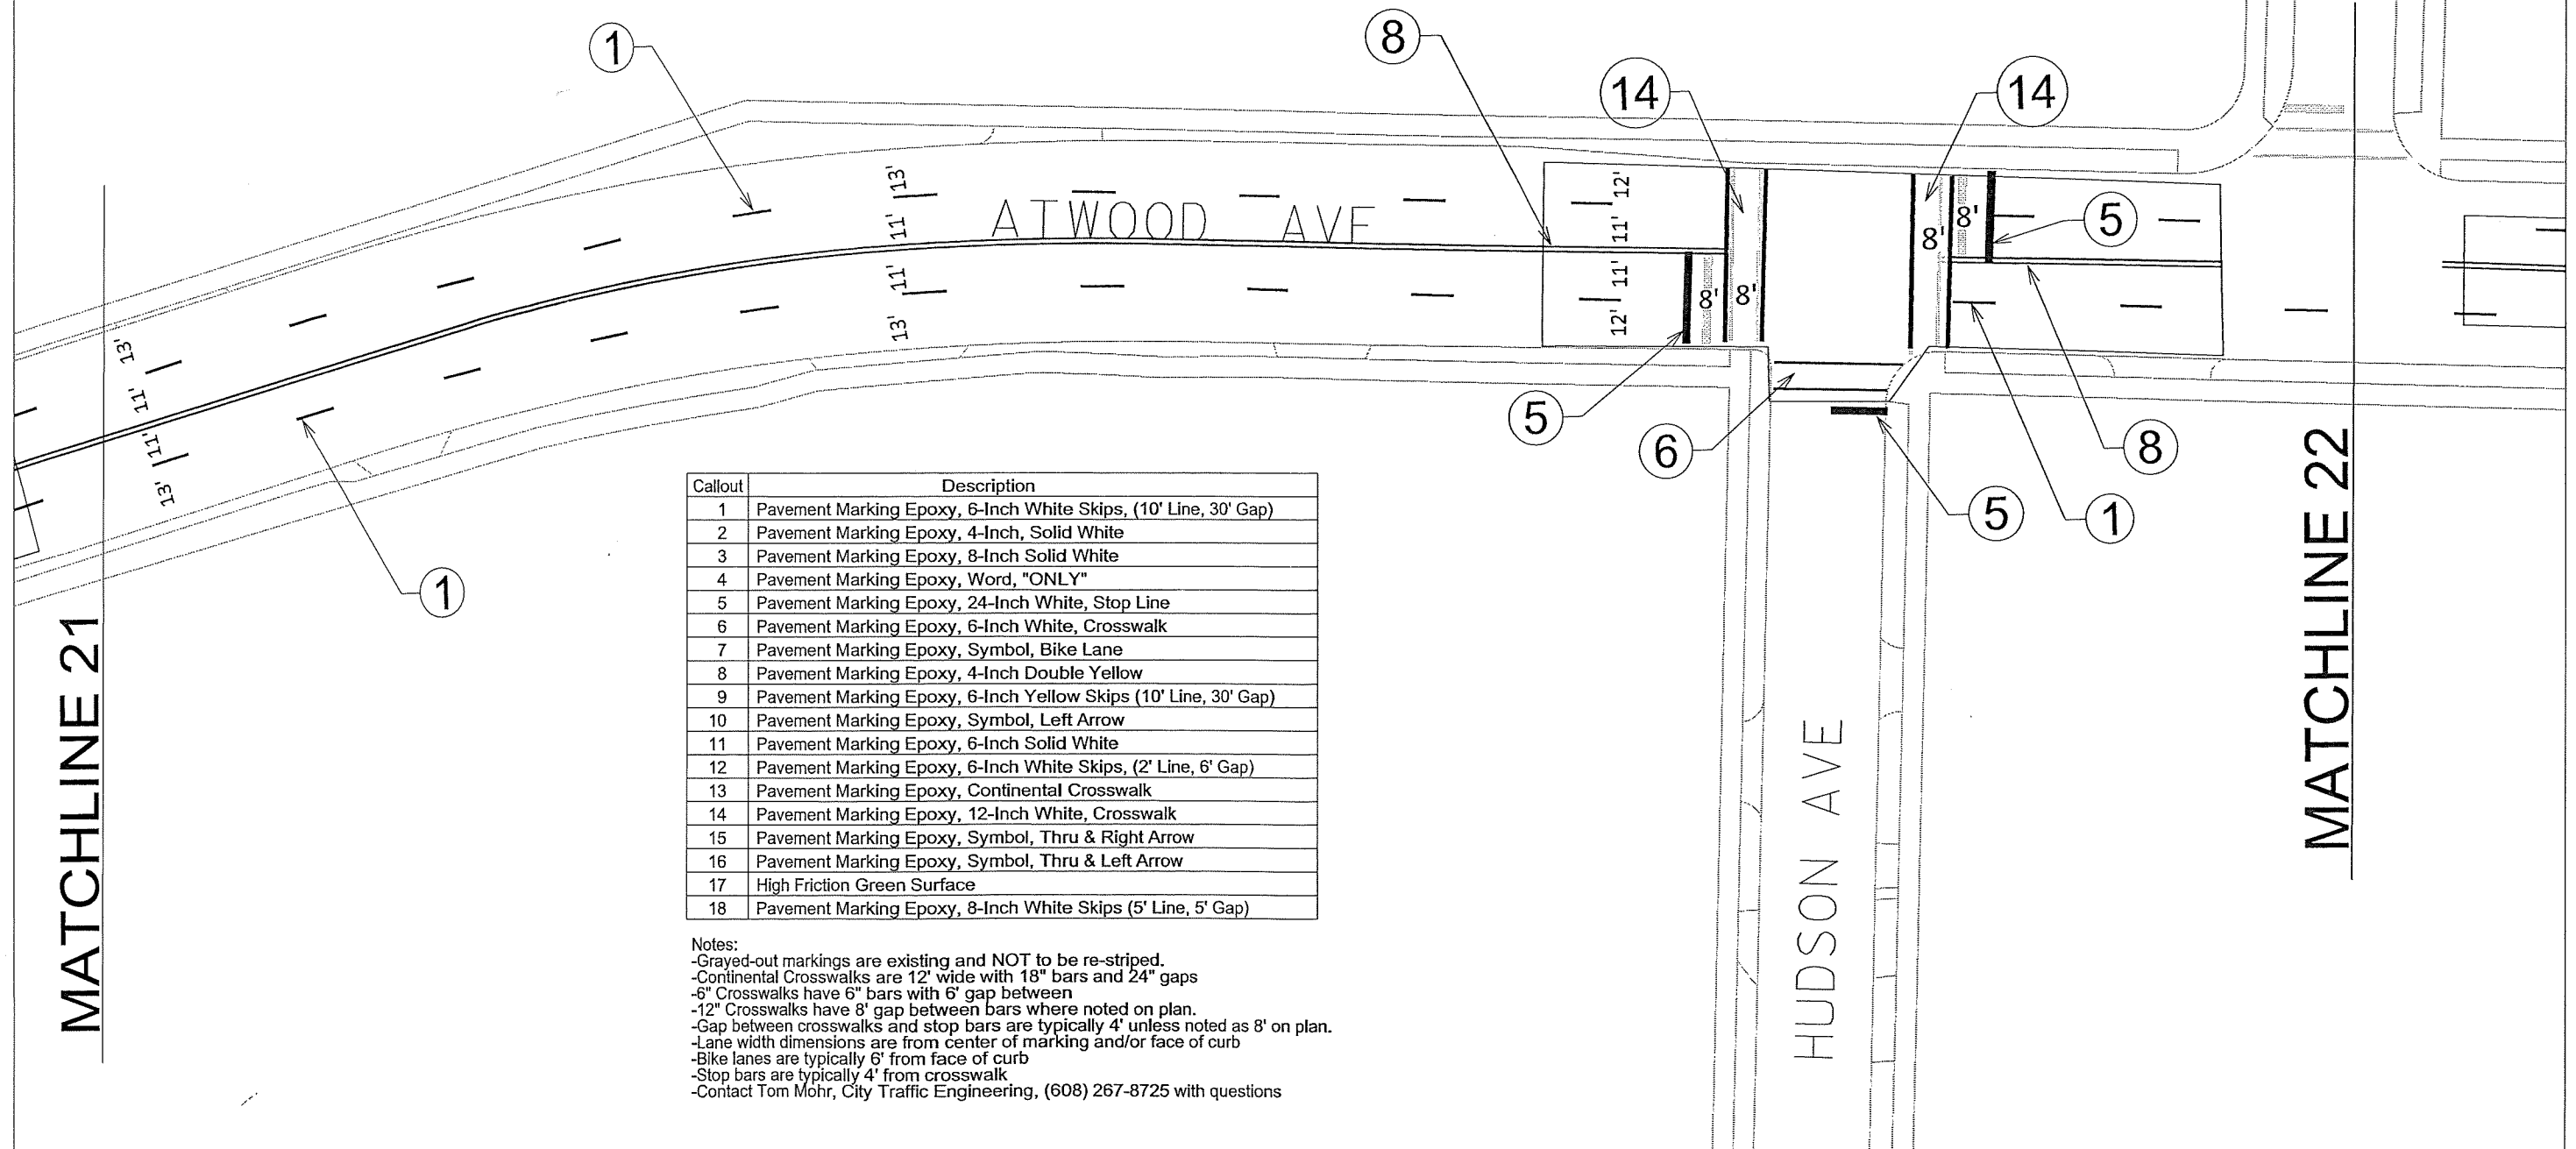 1
8
14
14
13'
11'
ATWOOD AVE
12'
11'
8'
8'
5
11'
13'
11'
12'
8'
8'
13'
11'
11'
13'
5
6
8
5
1
1
MATCHLINE 21
MATCHLINE 22
HUDSON AVE
Callout Description
1 Pavement Marking Epoxy, 6-Inch White Skips, (10' Line, 30' Gap)
2 Pavement Marking Epoxy, 4-Inch, Solid White
3 Pavement Marking Epoxy, 8-Inch Solid White
4 Pavement Marking Epoxy, Word, "ONLY"
5 Pavement Marking Epoxy, 24-Inch White, Stop Line
6 Pavement Marking Epoxy, 6-Inch White, Crosswalk
7 Pavement Marking Epoxy, Symbol, Bike Lane
8 Pavement Marking Epoxy, 4-Inch Double Yellow
9 Pavement Marking Epoxy, 6-Inch Yellow Skips (10' Line, 30' Gap)
10 Pavement Marking Epoxy, Symbol, Left Arrow
11 Pavement Marking Epoxy, 6-Inch Solid White
12 Pavement Marking Epoxy, 6-Inch White Skips, (2' Line, 6' Gap)
13 Pavement Marking Epoxy, Continental Crosswalk
14 Pavement Marking Epoxy, 12-Inch White, Crosswalk
15 Pavement Marking Epoxy, Symbol, Thru & Right Arrow
16 Pavement Marking Epoxy, Symbol, Thru & Left Arrow
17 High Friction Green Surface
18 Pavement Marking Epoxy, 8-Inch White Skips (5' Line, 5' Gap)
Notes:
-Grayed-out markings are existing and NOT to be re-striped.
-Continental Crosswalks are 12' wide with 18" bars and 24" gaps
-6" Crosswalks have 6" bars with 6' gap between
-12" Crosswalks have 8' gap between bars where noted on plan.
-Gap between crosswalks and stop bars are typically 4' unless noted as 8' on plan.
-Lane width dimensions are from center of marking and/or face of curb
-Bike lanes are typically 6' from face of curb
-Stop bars are typically 4' from crosswalk
-Contact Tom Mohr, City Traffic Engineering, (608) 267-8725 with questions